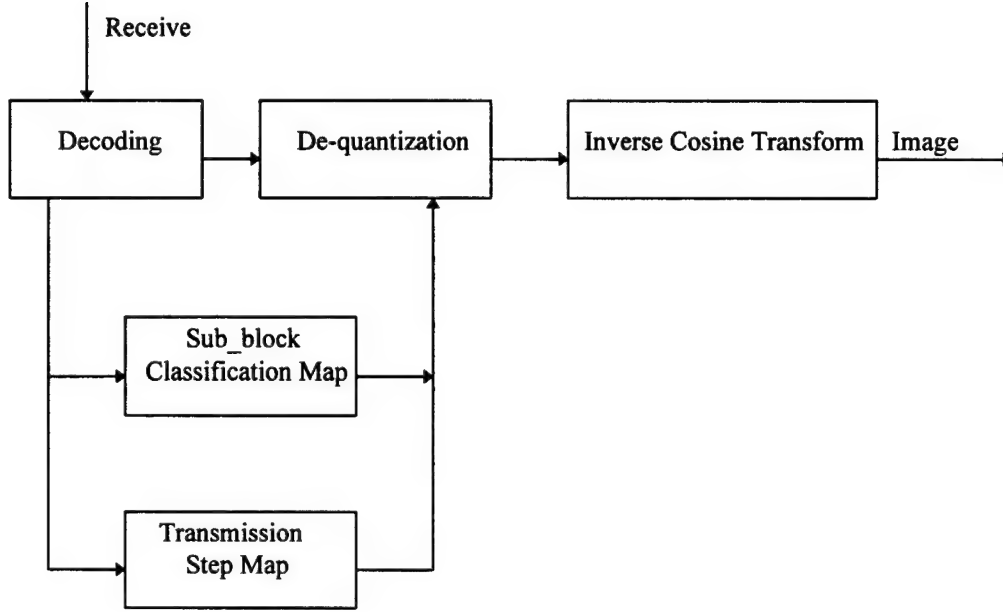 Receive
Decoding
De-quantization
Inverse Cosine Transform
Image
Sub_block
Classification Map
Transmission
Step Map